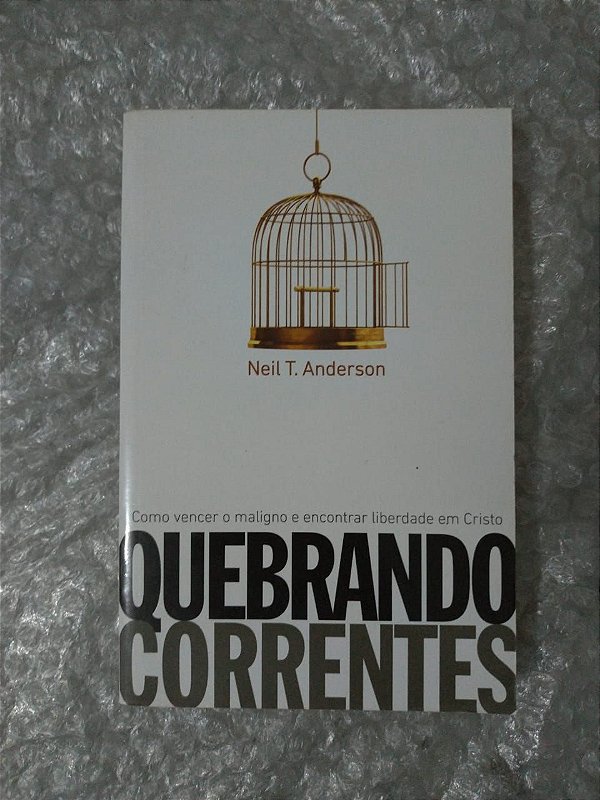 Neil T. Anderson
Como vencer o maligno e encontrar liberdade em Cristo
QUEBRANDO
CORRENTES